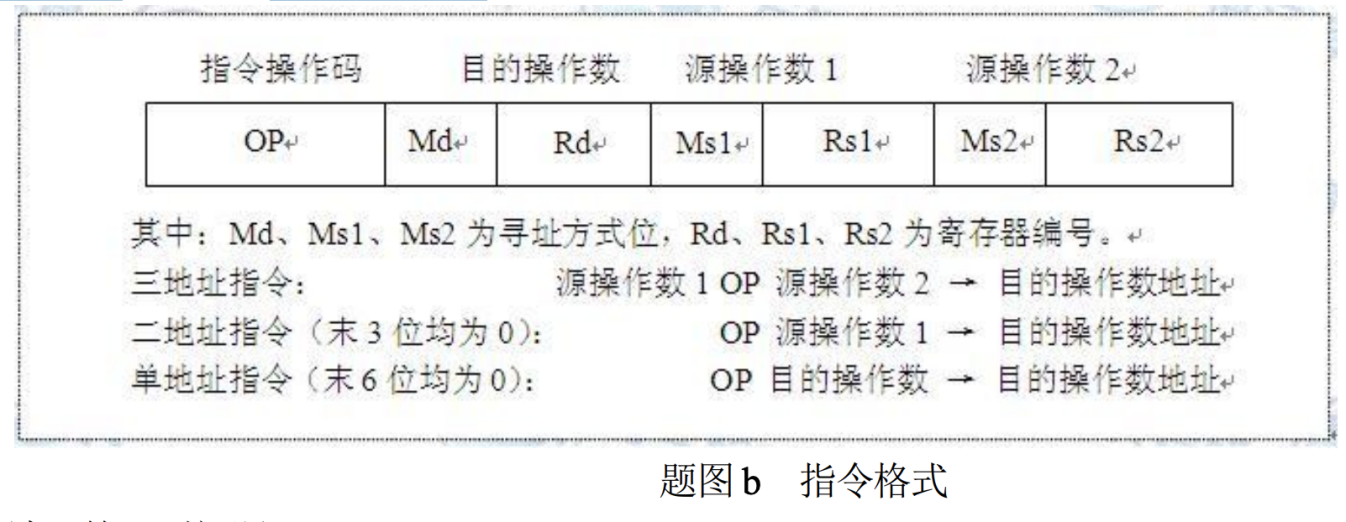 指令操作码 目的操作数 源操作数 1 源操作数 2↵
OP↵ Md↵ Rd↵ Ms1↵ Rs1↵ Ms2↵ Rs2↵
其中：Md、Ms1、Ms2 为寻址方式位，Rd、Rs1、Rs2 为寄存器编号。↵
三地址指令： 源操作数 1 OP 源操作数 2 → 目的操作数地址↵
二地址指令（末 3 位均为 0）： OP 源操作数 1 → 目的操作数地址↵
单地址指令（末 6 位均为 0）： OP 目的操作数 → 目的操作数地址↵
题图 b 指令格式